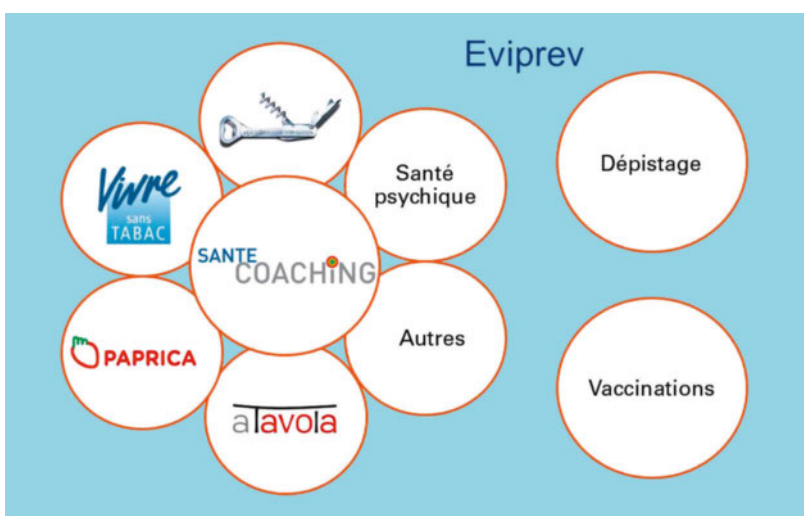 Eviprev
Vivre
sans
TABAC
Santé
psychique
Dépistage
SANTE
COACHING
PAPRICA
Autres
aTavola
Vaccinations